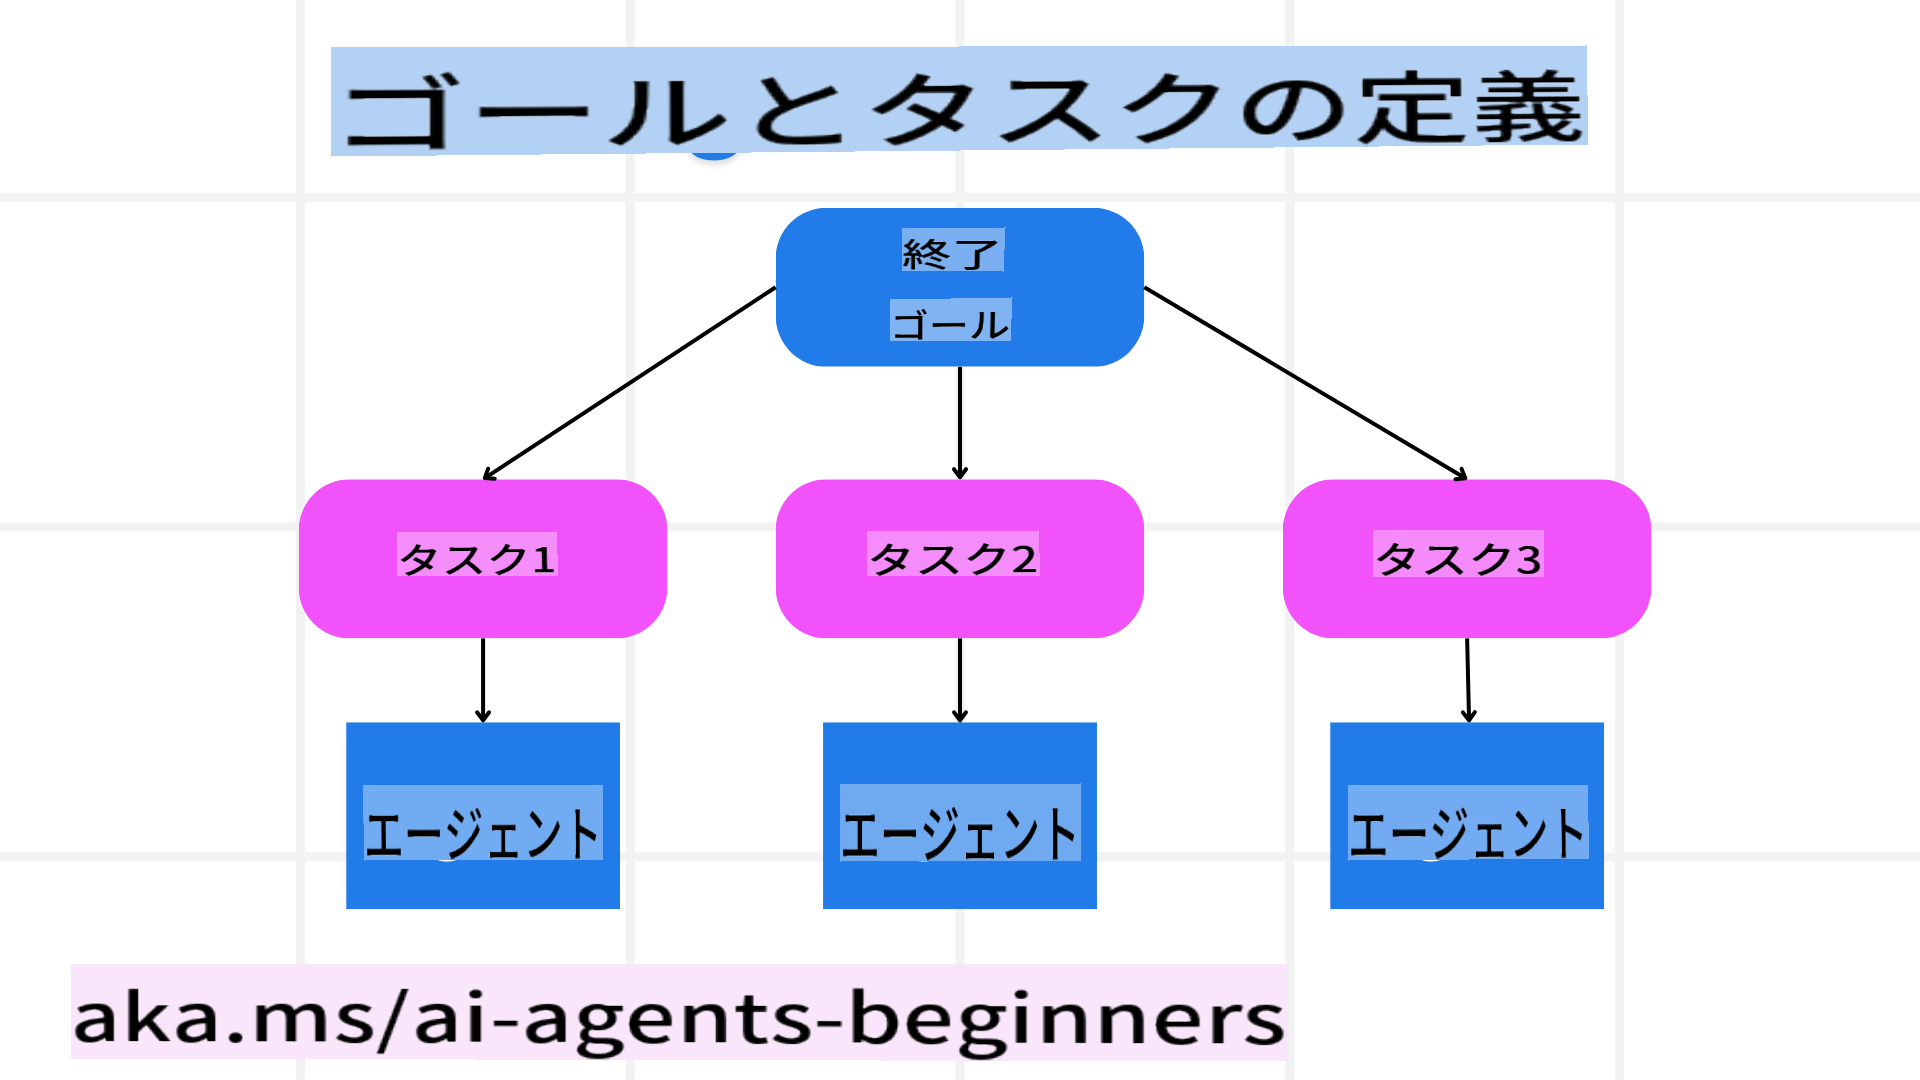 ゴールとタスクの定義
終了
ゴール
タスク1
タスク2
タスク3
エージェント
エージェント
エージェント
aka.ms/ai-agents-beginners